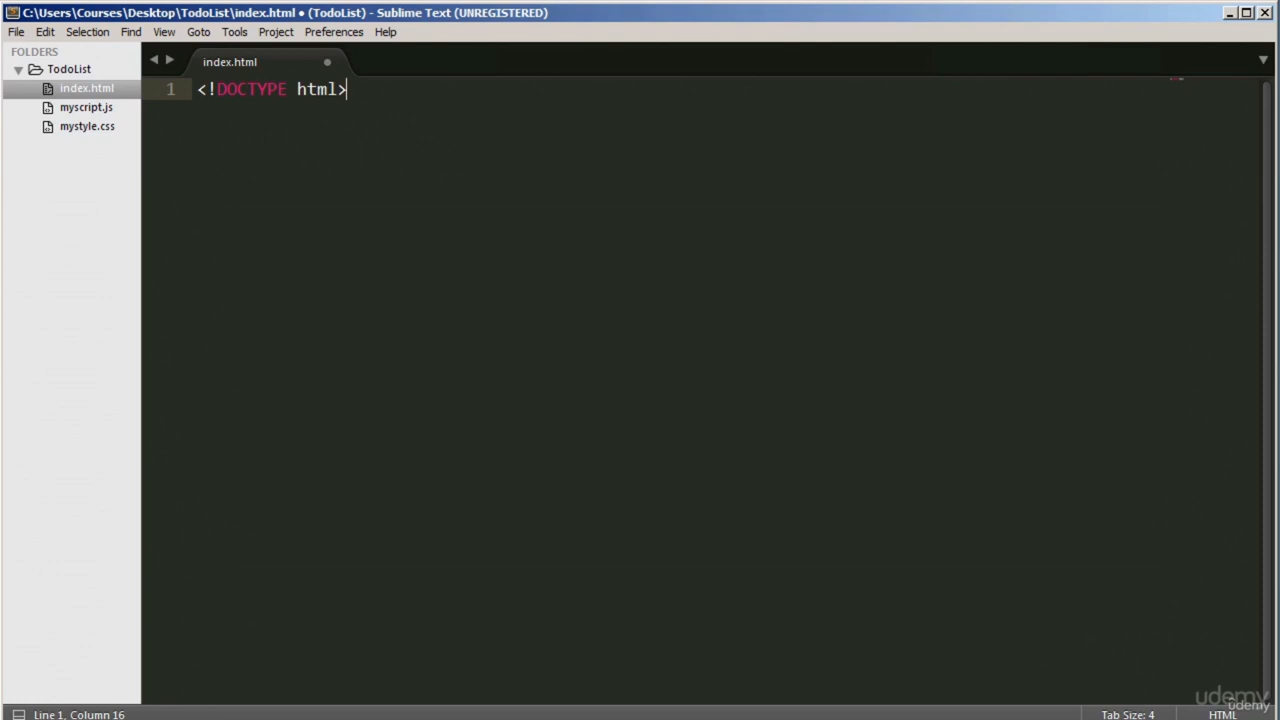 C:\Users\Courses\Desktop\TodoList\index.html • (TodoList) - Sublime Text (UNREGISTERED)
File Edit Selection Find View Goto Tools Project Preferences Help
FOLDERS
TodoList
index.html
myscript.js
mystyle.css
index.html
1 <!DOCTYPE html>
udemy
udemy
Line 1, Column 16
Tab Size: 4
HTML